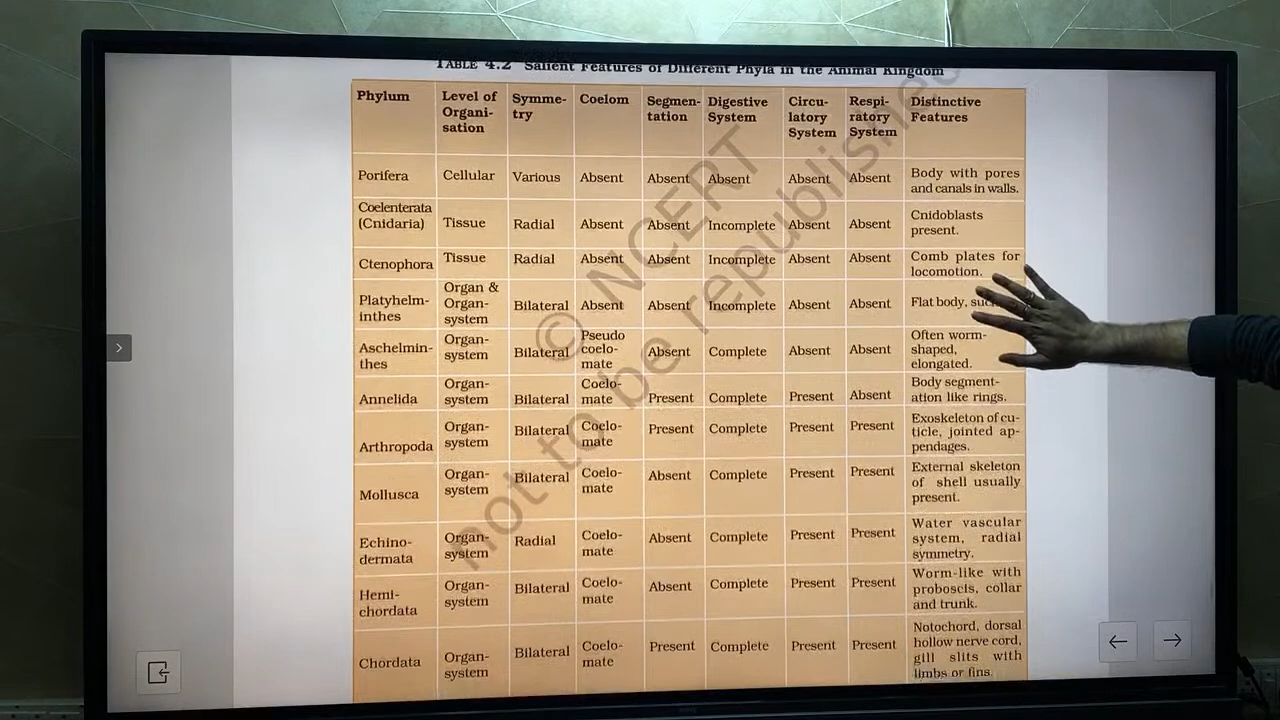 TABLE 4.2 Salient Features of Different Phyla in the Animal Kingdom
Phylum Level of Organi-sation Symme-try Coelom Segmen-tation Digestive System Circu-latory System Respi-ratory System Distinctive Features
Porifera Cellular Various Absent Absent Absent Absent Absent Body with pores and canals in walls.
Coelenterata (Cnidaria) Tissue Radial Absent Absent Incomplete Absent Absent Cnidoblasts present.
Ctenophora Tissue Radial Absent Absent Incomplete Absent Absent Comb plates for locomotion.
Platyhelm-inthes Organ & Organ-system Bilateral Absent Absent Incomplete Absent Absent Flat body,
Aschelmin-thes Organ-system Bilateral Pseudo coelo-mate Absent Complete Absent Absent Often worm-shaped, elongated.
Annelida Organ-system Bilateral Coelo-mate Present Complete Present Absent Body segment-ation like rings.
Arthropoda Organ-system Bilateral Coelo-mate Present Complete Present Present Exoskeleton of cu-ticle, jointed ap-pendages.
Mollusca Organ-system Bilateral Coelo-mate Absent Complete Present Present External skeleton of shell usually present.
Echino-dermata Organ-system Radial Coelo-mate Absent Complete Present Present Water vascular system, radial symmetry.
Hemi-chordata Organ-system Bilateral Coelo-mate Absent Complete Present Present Worm-like with proboscis, collar and trunk.
Chordata Organ-system Bilateral Coelo-mate Present Complete Present Present Notochord, dorsal hollow nerve cord, gill slits with limbs or fins.
© NCERT
not to be republished